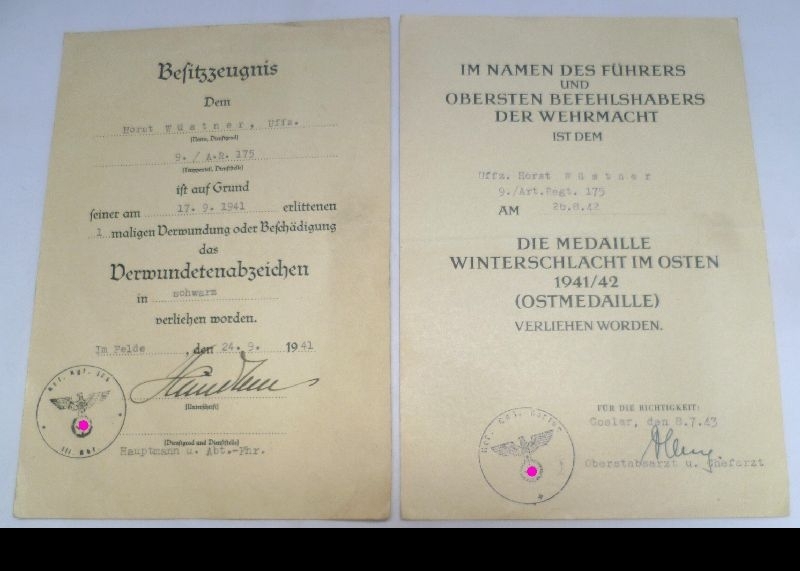 Besitzzeugnis
Dem
Horst Wüstner, Uffz.
(Name, Dienstgrad)
9. / A.R. 175
(Truppenteil, Dienststelle)
ist auf Grund
seiner am 17. 9. 1941 erlittenen
1 maligen Verwundung oder Beschädigung
das
Verwundetenabzeichen
in schwarz
verliehen worden.
Im Felde, den 24. 9. 1941
(Unterschrift)
(Dienstgrad und Dienststelle)
Hauptmann u. Abt.-Fhr.
IM NAMEN DES FÜHRERS
UND
OBERSTEN BEFEHLSHABERS
DER WEHRMACHT
IST DEM
Uffz. Horst Wüstner
9./Art.Regt. 175
AM 26.8.42
DIE MEDAILLE
WINTERSCHLACHT IM OSTEN
1941/42
(OSTMEDAILLE)
VERLIEHEN WORDEN.
FÜR DIE RICHTIGKEIT:
Goslar, den 8.7.43
Oberstabsarzt u. Chefarzt